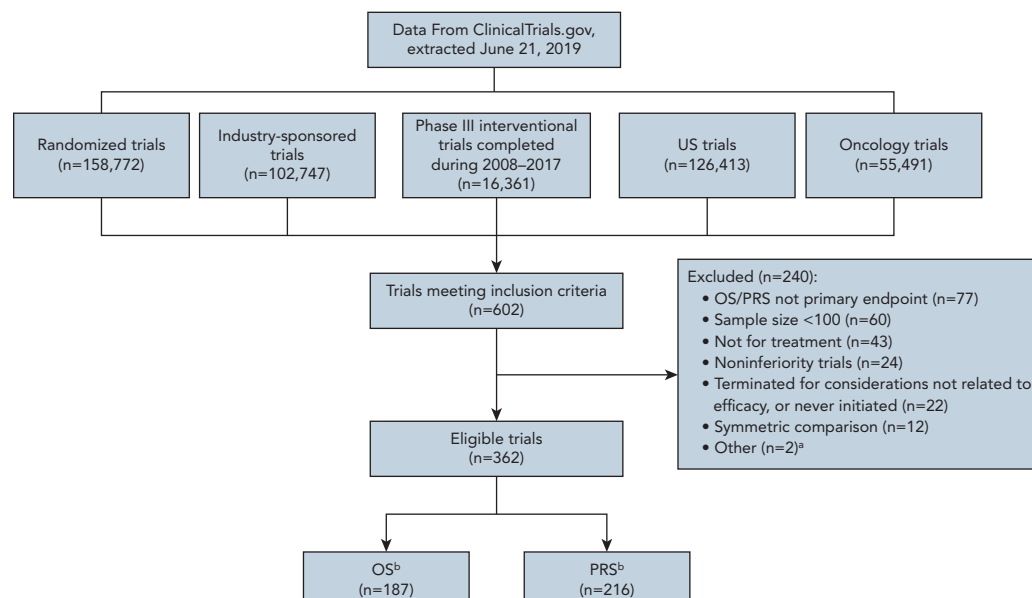 Data From ClinicalTrials.gov,
extracted June 21, 2019
Randomized trials
(n=158,772)
Industry-sponsored
trials
(n=102,747)
Phase III interventional
trials completed
during 2008–2017
(n=16,361)
US trials
(n=126,413)
Oncology trials
(n=55,491)
Trials meeting inclusion criteria
(n=602)
Excluded (n=240):
• OS/PRS not primary endpoint (n=77)
• Sample size <100 (n=60)
• Not for treatment (n=43)
• Noninferiority trials (n=24)
• Terminated for considerations not related to
efficacy, or never initiated (n=22)
• Symmetric comparison (n=12)
• Other (n=2)ᵃ
Eligible trials
(n=362)
OSᵇ
(n=187)
PRSᵇ
(n=216)